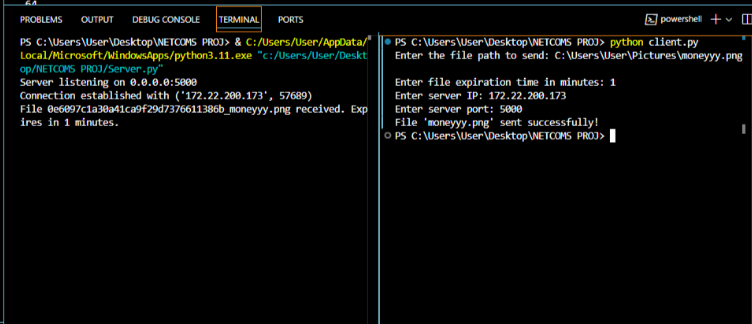 64
PROBLEMS OUTPUT DEBUG CONSOLE TERMINAL PORTS powershell
PS C:\Users\User\Desktop\NETCOMS PROJ> & C:/Users/User/AppData/
Local/Microsoft/WindowsApps/python3.11.exe "c:/Users/User/Deskt
op/NETCOMS PROJ/Server.py"
Server listening on 0.0.0.0:5000
Connection established with ('172.22.200.173', 57689)
File 0e6097c1a30a41ca9f29d7376611386b_moneyyy.png received. Exp
ires in 1 minutes.
PS C:\Users\User\Desktop\NETCOMS PROJ> python client.py
Enter the file path to send: C:\Users\User\Pictures\moneyyy.png
Enter file expiration time in minutes: 1
Enter server IP: 172.22.200.173
Enter server port: 5000
File 'moneyyy.png' sent successfully!
PS C:\Users\User\Desktop\NETCOMS PROJ>